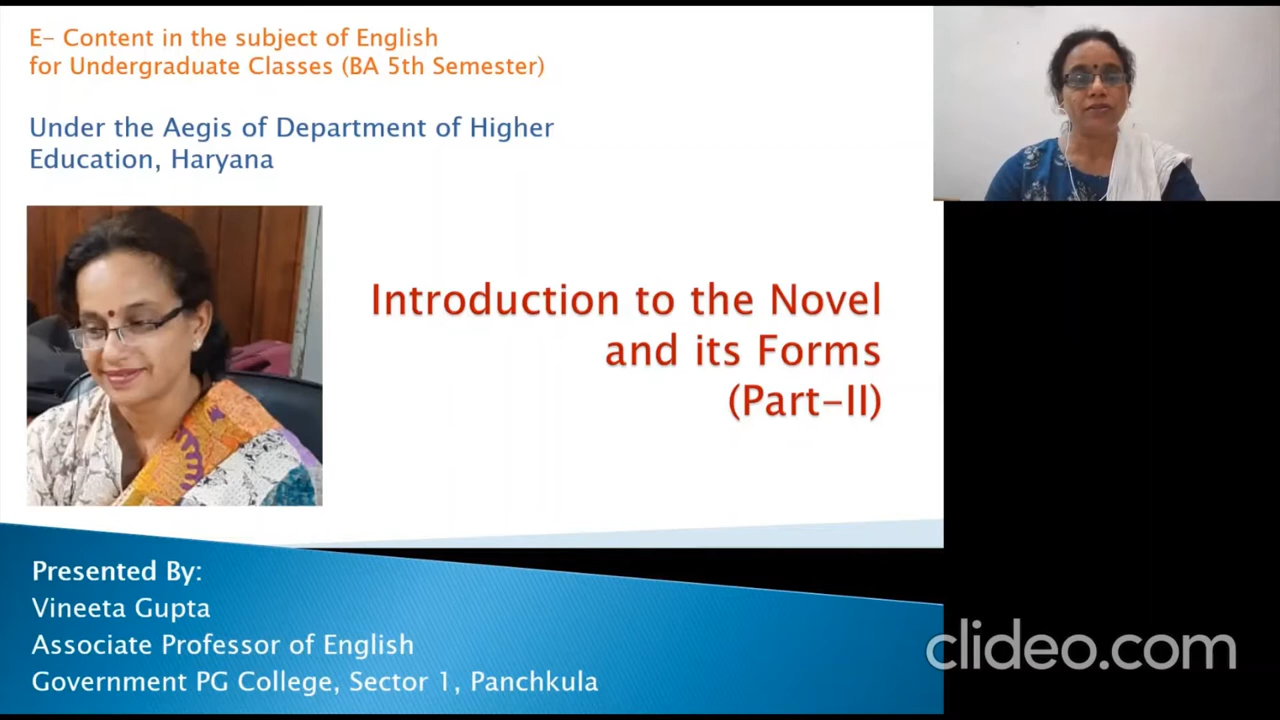 E- Content in the subject of English
for Undergraduate Classes (BA 5th Semester)
Under the Aegis of Department of Higher
Education, Haryana
Introduction to the Novel
and its Forms
(Part-II)
Presented By:
Vineeta Gupta
Associate Professor of English
Government PG College, Sector 1, Panchkula
clideo.com